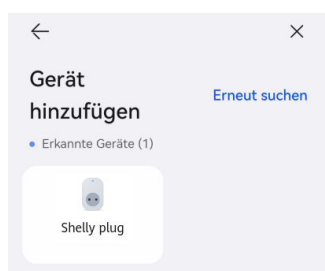 Gerät
hinzufügen
Erneut suchen
Erkannte Geräte (1)
Shelly plug